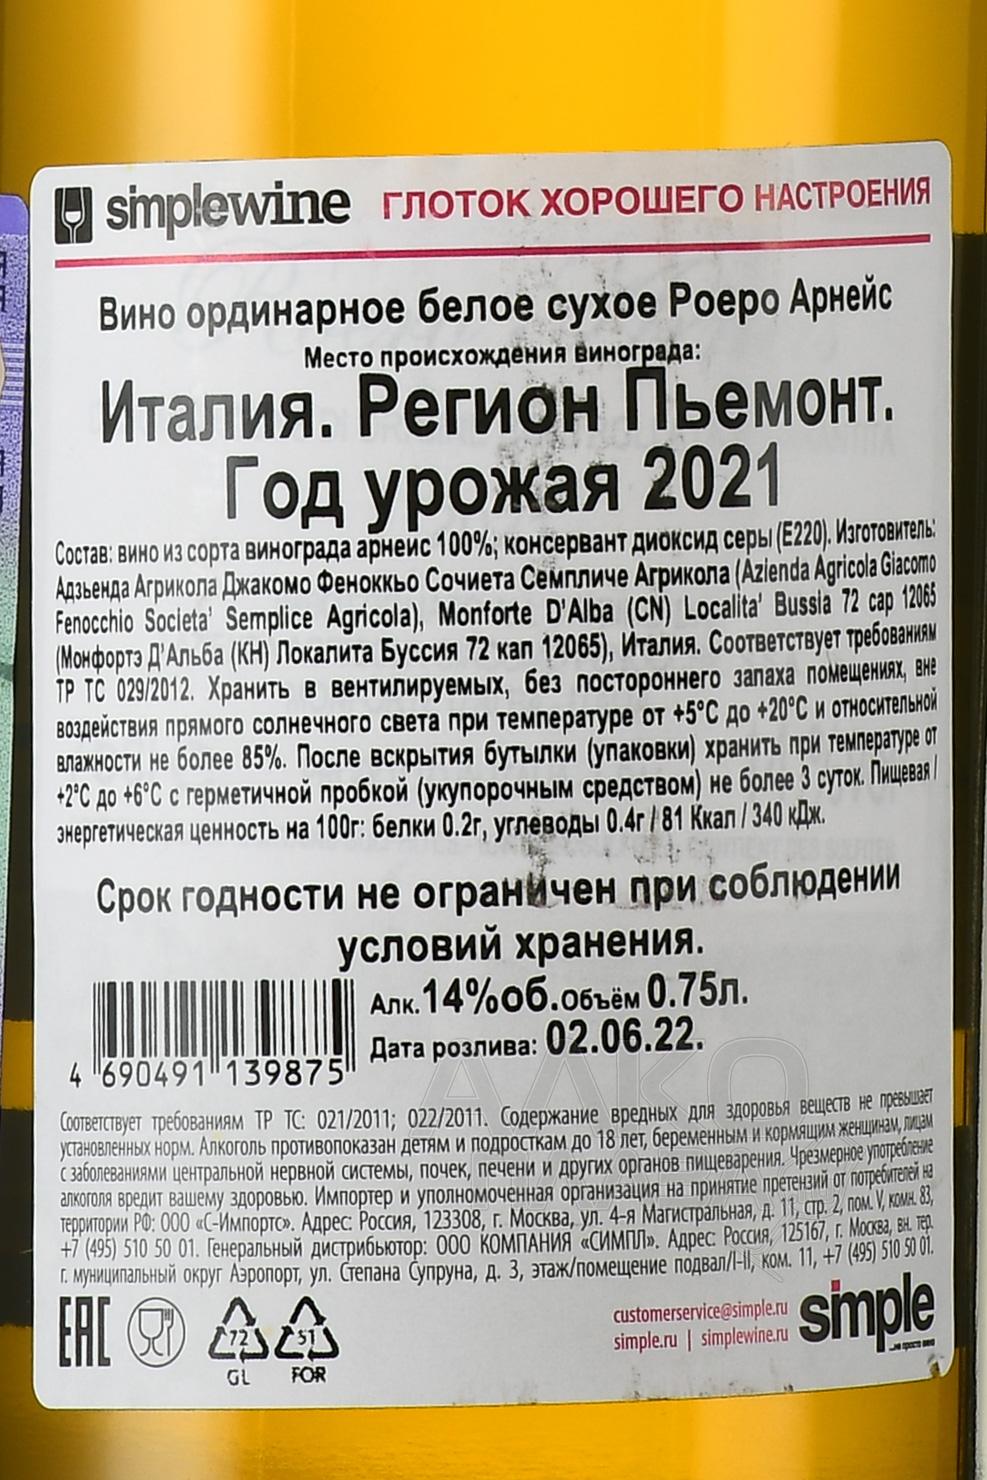 simplewine ГЛОТОК ХОРОШЕГО НАСТРОЕНИЯ
Вино ординарное белое сухое Роеро Арнейс
Место происхождения винограда:
Италия. Регион Пьемонт.
Год урожая 2021
Состав: вино из сорта винограда арнеис 100%; консервант диоксид серы (Е220). Изготовитель:
Адзьенда Агрикола Джакомо Феноккьо Сочиета Семпличе Агрикола (Azienda Agricola Giacomo
Fenocchio Societa' Semplice Agricola), Monforte D'Alba (CN) Localita' Bussia 72 cap 12065
(Монфортэ Д'Альба (КН) Локалита Буссия 72 кап 12065), Италия. Соответствует требованиям
ТР ТС 029/2012. Хранить в вентилируемых, без постороннего запаха помещениях, вне
воздействия прямого солнечного света при температуре от +5°С до +20°С и относительной
влажности не более 85%. После вскрытия бутылки (упаковки) хранить при температуре от
+2°С до +6°С с герметичной пробкой (укупорочным средством) не более 3 суток. Пищевая /
энергетическая ценность на 100г: белки 0.2г, углеводы 0.4г / 81 Ккал / 340 кДж.
Срок годности не ограничен при соблюдении
условий хранения.
Алк. 14%об. Объём 0.75л.
Дата розлива: 02.06.22.
4 690491 139875
Соответствует требованиям ТР ТС: 021/2011; 022/2011. Содержание вредных для здоровья веществ не превышает
установленных норм. Алкоголь противопоказан детям и подросткам до 18 лет, беременным и кормящим женщинам, лицам
с заболеваниями центральной нервной системы, почек, печени и других органов пищеварения. Чрезмерное употребление
алкоголя вредит вашему здоровью. Импортер и уполномоченная организация на принятие претензий от потребителей на
территории РФ: ООО «С-Импортс». Адрес: Россия, 123308, г. Москва, ул. 4-я Магистральная, д. 11, стр. 2, пом. V, комн. 83,
+7 (495) 510 50 01. Генеральный дистрибьютор: ООО КОМПАНИЯ «СИМПЛ». Адрес: Россия, 125167, г. Москва, вн. тер.
г. муниципальный округ Аэропорт, ул. Степана Супруна, д. 3, этаж/помещение подвал/I-II, ком. 11, +7 (495) 510 50 01.
EAC
72
GL
51
FOR
customerservice@simple.ru
simple.ru | simplewine.ru
simple
...не просто вино